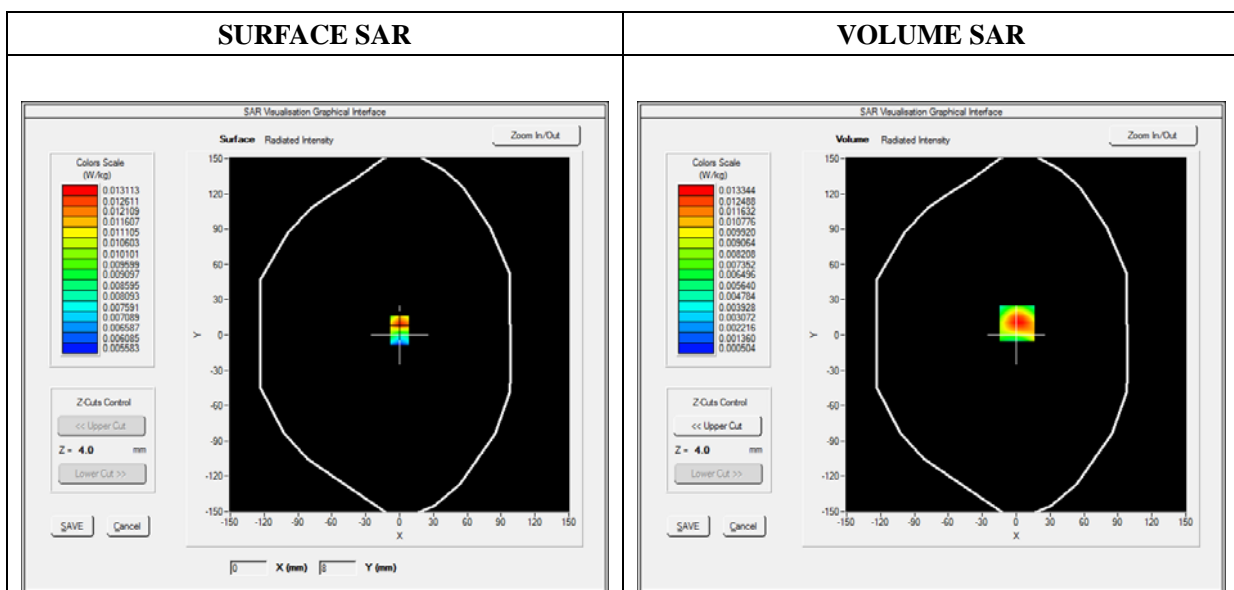 SURFACE SAR
VOLUME SAR
SAR Visualisation Graphical Interface
Surface Radiated Intensity
Zoom In/Out
Colors Scale
(W/kg)
0.013113
0.012611
0.012109
0.011607
0.011105
0.010603
0.010101
0.009599
0.009097
0.008595
0.008093
0.007591
0.007089
0.006587
0.006085
0.005583
Z-Cuts Control
<< Upper Cut
Z = 4.0 mm
Lower Cut >>
SAVE Cancel
150
120
90
60
30
0
-30
-60
-90
-120
-150
Y
-150 -120 -90 -60 -30 0 30 60 90 120 150
X
0 X (mm) 8 Y (mm)
SAR Visualisation Graphical Interface
Volume Radiated Intensity
Zoom In/Out
Colors Scale
(W/kg)
0.013344
0.012488
0.011632
0.010776
0.009920
0.009064
0.008208
0.007352
0.006496
0.005640
0.004784
0.003928
0.003072
0.002216
0.001360
0.000504
Z-Cuts Control
<< Upper Cut
Z = 4.0 mm
Lower Cut >>
SAVE Cancel
150
120
90
60
30
0
-30
-60
-90
-120
-150
Y
-150 -120 -90 -60 -30 0 30 60 90 120 150
X